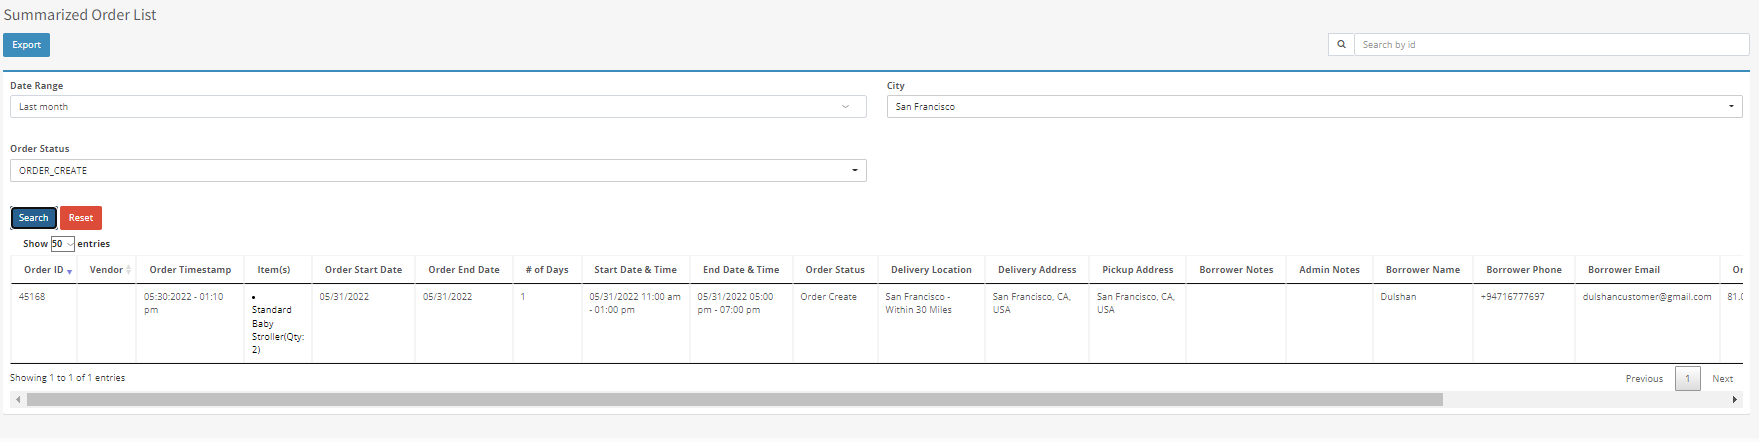 Summarized Order List
Export
Search by id
Date Range City
Last month San Francisco
Order Status
ORDER_CREATE
Search Reset
Show 50 entries
Order ID Vendor Order Timestamp Item(s) Order Start Date Order End Date # of Days Start Date & Time End Date & Time Order Status Delivery Location Delivery Address Pickup Address Borrower Notes Admin Notes Borrower Name Borrower Phone Borrower Email Or
45168 05:30:2022 - 01:10 • 05/31/2022 05/31/2022 1 05/31/2022 11:00 am 05/31/2022 05:00 Order Create San Francisco - San Francisco, CA, San Francisco, CA, Dulshan +94716777697 dulshancustomer@gmail.com 81.0
pm Standard - 01:00 pm pm - 07:00 pm Within 30 Miles USA USA
Baby
Stroller(Qty:
2)
Showing 1 to 1 of 1 entries Previous 1 Next